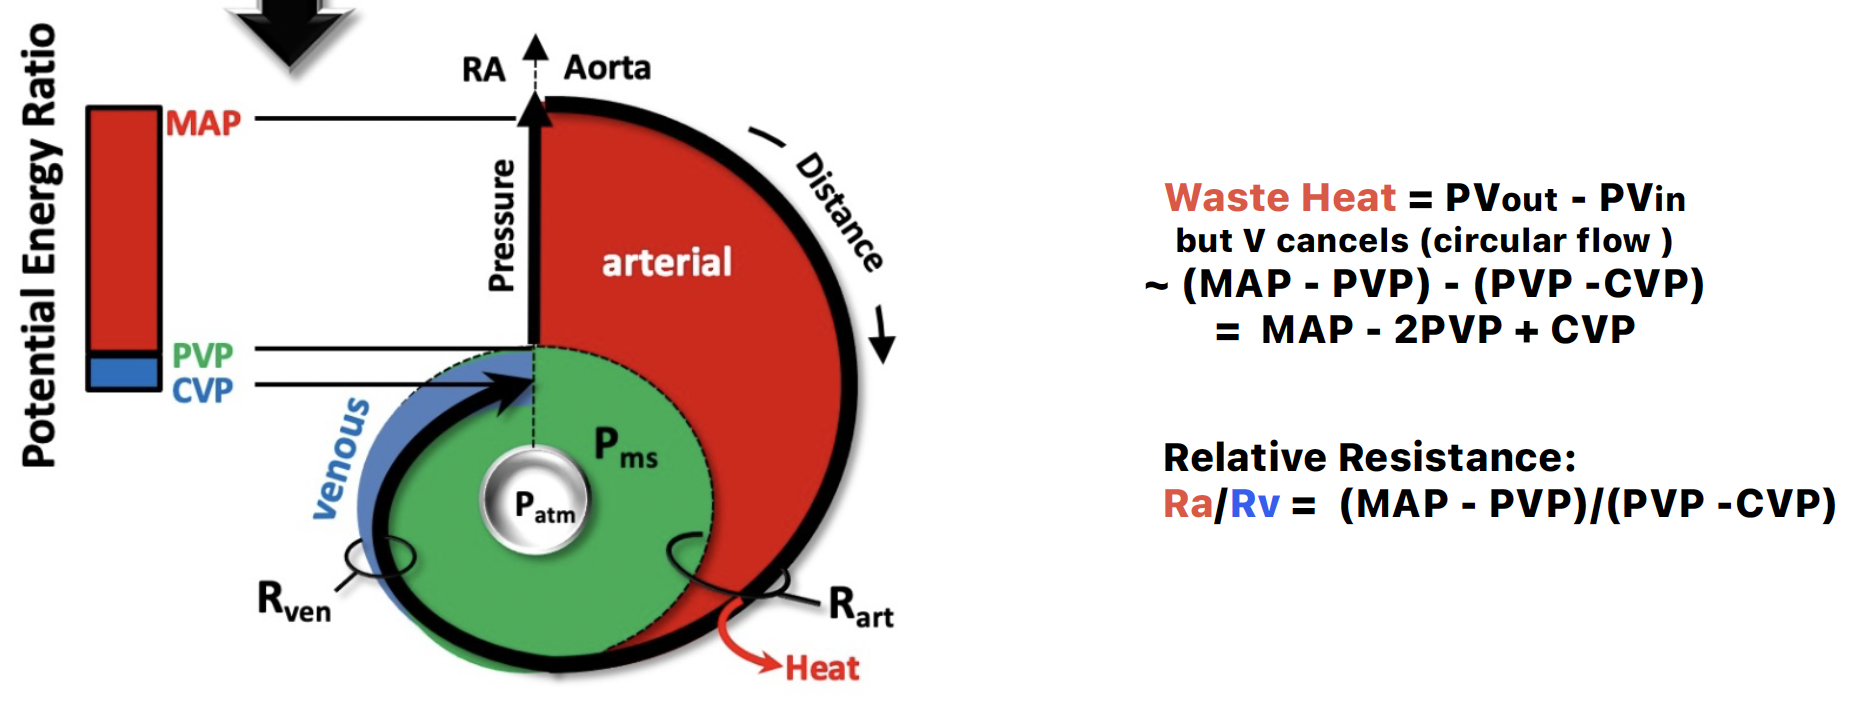 Potential Energy Ratio
MAP
PVP
CVP
RA
Aorta
Pressure
Distance
arterial
venous
Pms
Patm
Rven
Rart
Heat
Waste Heat = PVout - PVin
but V cancels (circular flow )
~ (MAP - PVP) - (PVP -CVP)
= MAP - 2PVP + CVP
Relative Resistance:
Ra/Rv = (MAP - PVP)/(PVP -CVP)